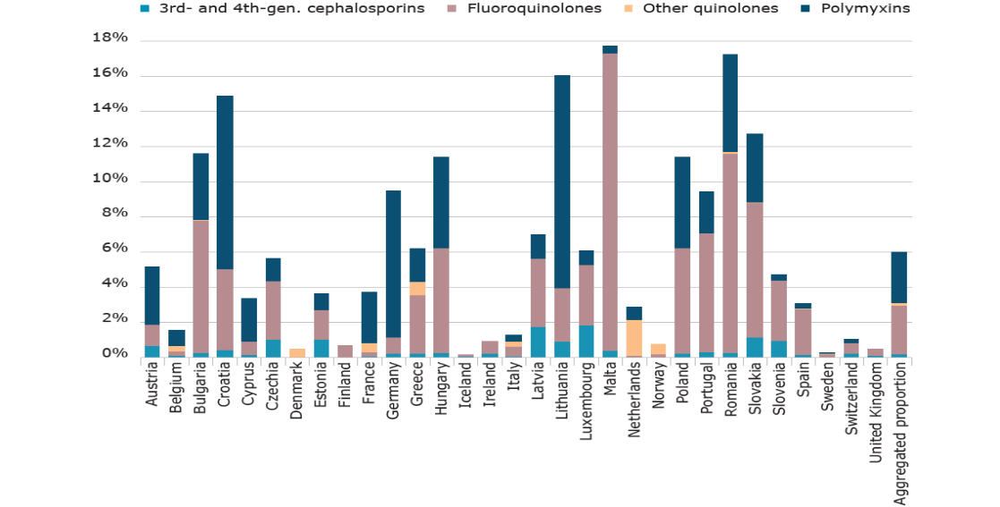 3rd- and 4th-gen. cephalosporins Fluoroquinolones Other quinolones Polymyxins
18%
16%
14%
12%
10%
8%
6%
4%
2%
0%
Austria
Belgium
Bulgaria
Croatia
Cyprus
Czechia
Denmark
Estonia
Finland
France
Germany
Greece
Hungary
Iceland
Ireland
Italy
Latvia
Lithuania
Luxembourg
Malta
Netherlands
Norway
Poland
Portugal
Romania
Slovakia
Slovenia
Spain
Sweden
Switzerland
United Kingdom
Aggregated proportion